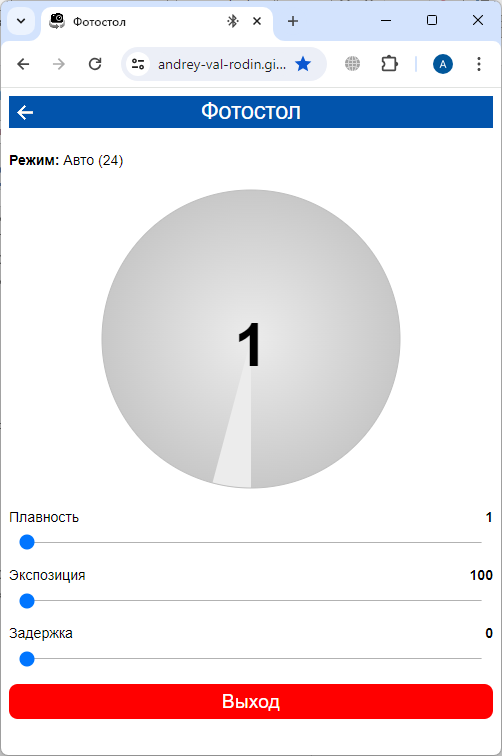 Фотостол
andrey-val-rodin.gi...
A
Фотостол
Режим: Авто (24)
1
Плавность 1
Экспозиция 100
Задержка 0
Выход